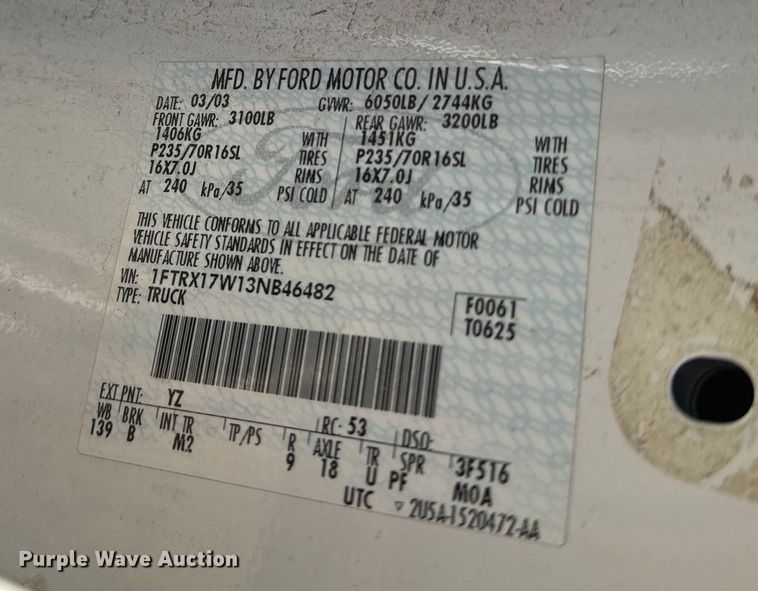 MFD. BY FORD MOTOR CO. IN U.S.A.
DATE: 03/03 GVWR: 6050LB/ 2744KG
FRONT GAWR: 3100LB REAR GAWR: 3200LB
1406KG WITH 1451KG WITH
P235/70R16SL TIRES P235/70R16SL TIRES
16X7.0J RIMS 16X7.0J RIMS
AT 240 kPa/35 PSI COLD AT 240 kPa/35 PSI COLD
THIS VEHICLE CONFORMS TO ALL APPLICABLE FEDERAL MOTOR
VEHICLE SAFETY STANDARDS IN EFFECT ON THE DATE OF
MANUFACTURE SHOWN ABOVE.
VIN: 1FTRX17W13NB46482
TYPE: TRUCK
F0061
T0625
EXT PNT: YZ RC: 53 DSO:
WB BRK INT TR TP/PS R AXLE TR SPR 3F516
139 B M2 9 18 U PF MOA
UTC ▽ 2U5A-1520472-AA
Ford
Purple Wave Auction